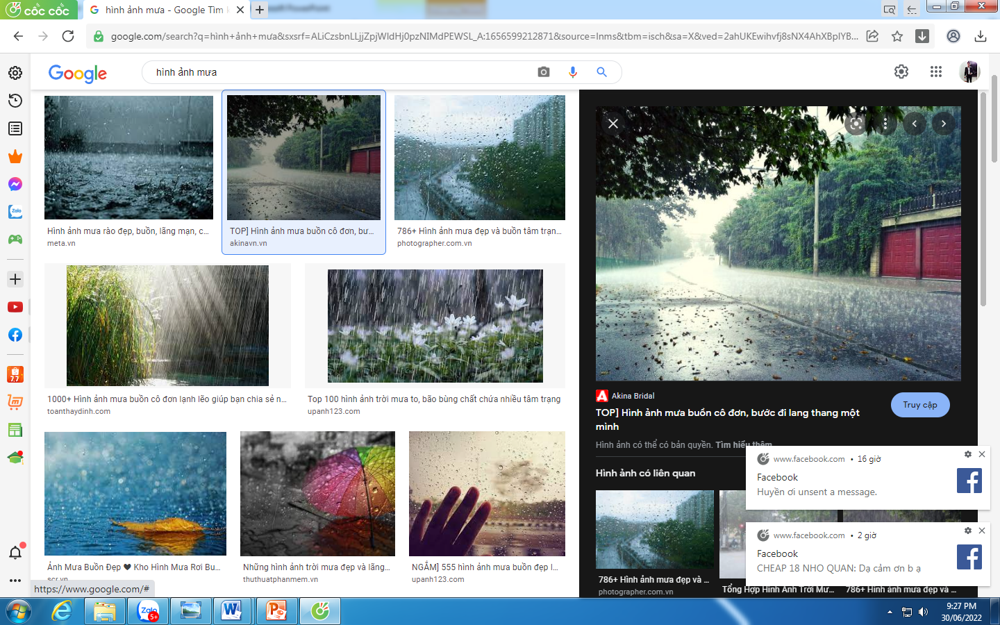 cốc cốc
hình ảnh mưa - Google Tìm
google.com/search?q=hình+ảnh+mưa&sxsrf=ALiCzsbnLLjjZpjWIdHj0pzNIMdPEWSL_A:1656599212871&source=lnms&tbm=isch&sa=X&ved=2ahUKEwihvfj8sNX4AhXBpIYB...
Google
hình ảnh mưa
Hình ảnh mưa rào đẹp, buồn, lãng mạn, c...
meta.vn
TOP] Hình ảnh mưa buồn cô đơn, bư...
akinavn.vn
786+ Hình ảnh mưa đẹp và buồn tâm trạn...
photographer.com.vn
1000+ Hình ảnh mưa buồn cô đơn lạnh lẽo giúp bạn chia sẻ n...
toanthaydinh.com
Top 100 hình ảnh trời mưa to, bão bùng chất chứa nhiều tâm trạng
upanh123.com
Ảnh Mưa Buồn Đẹp ❤ Kho Hình Mưa Rơi Bu...
scr.vn
Những hình ảnh trời mưa đẹp và lãng...
thuthuatphanmem.vn
NGẮM] 555 hình ảnh mưa buồn đẹp l...
upanh123.com
Akina Bridal
TOP] Hình ảnh mưa buồn cô đơn, bước đi lang thang một
mình
Truy cập
Hình ảnh có thể có bản quyền. Tìm hiểu thêm
Hình ảnh có liên quan
786+ Hình ảnh mưa đẹp và ...
photographer.com.vn
Tổng Hợp Hình Ảnh Trời Mư...
786+ Hình ảnh mưa đẹp và ...
www.facebook.com • 16 giờ
Facebook
Huyền ơi unsent a message.
www.facebook.com • 2 giờ
Facebook
CHEAP 18 NHO QUAN: Dạ cảm ơn b ạ
Zalo
7.7
https://www.google.com/#
Zalo
5+
9:27 PM
30/06/2022